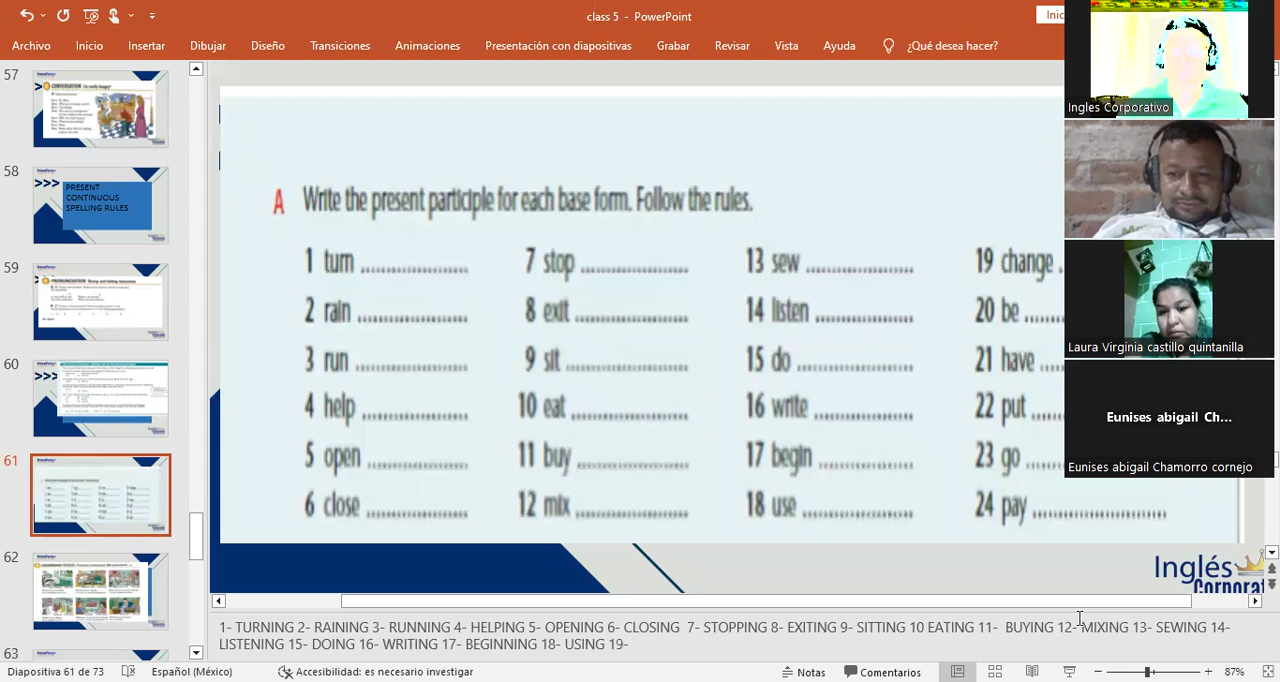 class 5 - PowerPoint
Inic
Archivo Inicio Insertar Dibujar Diseño Transiciones Animaciones Presentación con diapositivas Grabar Revisar Vista Ayuda ¿Qué desea hacer?
57
58
PRESENT
CONTINUOUS
SPELLING RULES
59
60
61
62
63
A Write the present participle for each base form. Follow the rules.
1 turn .................... 7 stop .................... 13 sew .................... 19 change .
2 rain .................... 8 exit .................... 14 listen .................... 20 be .....
3 run .................... 9 sit .................... 15 do .................... 21 have ....
4 help .................... 10 eat .................... 16 write .................... 22 put .....
5 open .................... 11 buy .................... 17 begin .................... 23 go .....
6 close .................... 12 mix .................... 18 use .................... 24 pay ....................
Inglés
Corporat
Ingles Corporativo
Laura Virginia castillo quintanilla
Eunises abigail Ch...
Eunises abigail Chamorro cornejo
1- TURNING 2- RAINING 3- RUNNING 4- HELPING 5- OPENING 6- CLOSING 7- STOPPING 8- EXITING 9- SITTING 10 EATING 11- BUYING 12- MIXING 13- SEWING 14-
LISTENING 15- DOING 16- WRITING 17- BEGINNING 18- USING 19-
Diapositiva 61 de 73 Español (México) Accesibilidad: es necesario investigar Notas Comentarios 87%